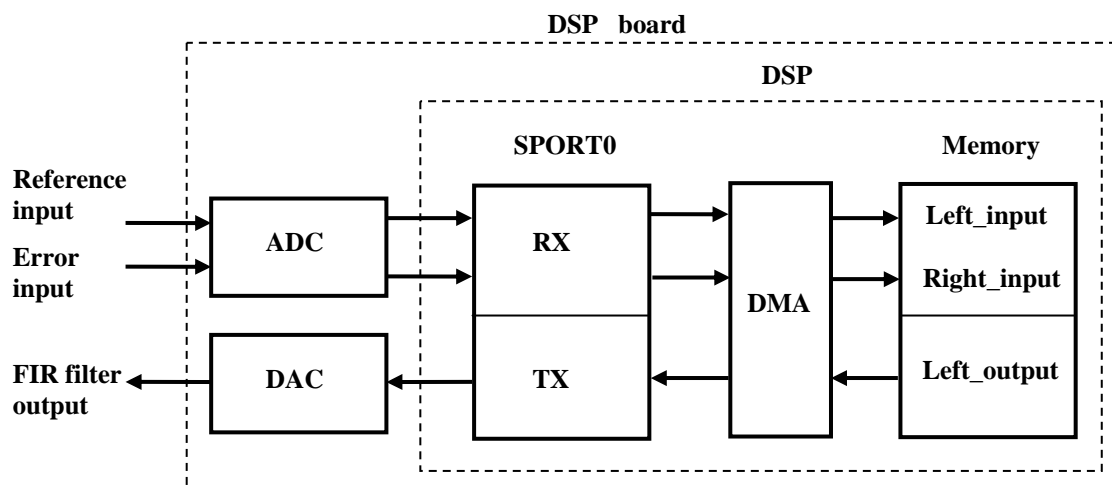 DSP board
DSP
SPORT0
Memory
Reference
input
Error
input
ADC
RX
DMA
Left_input
Right_input
FIR filter
output
DAC
TX
Left_output